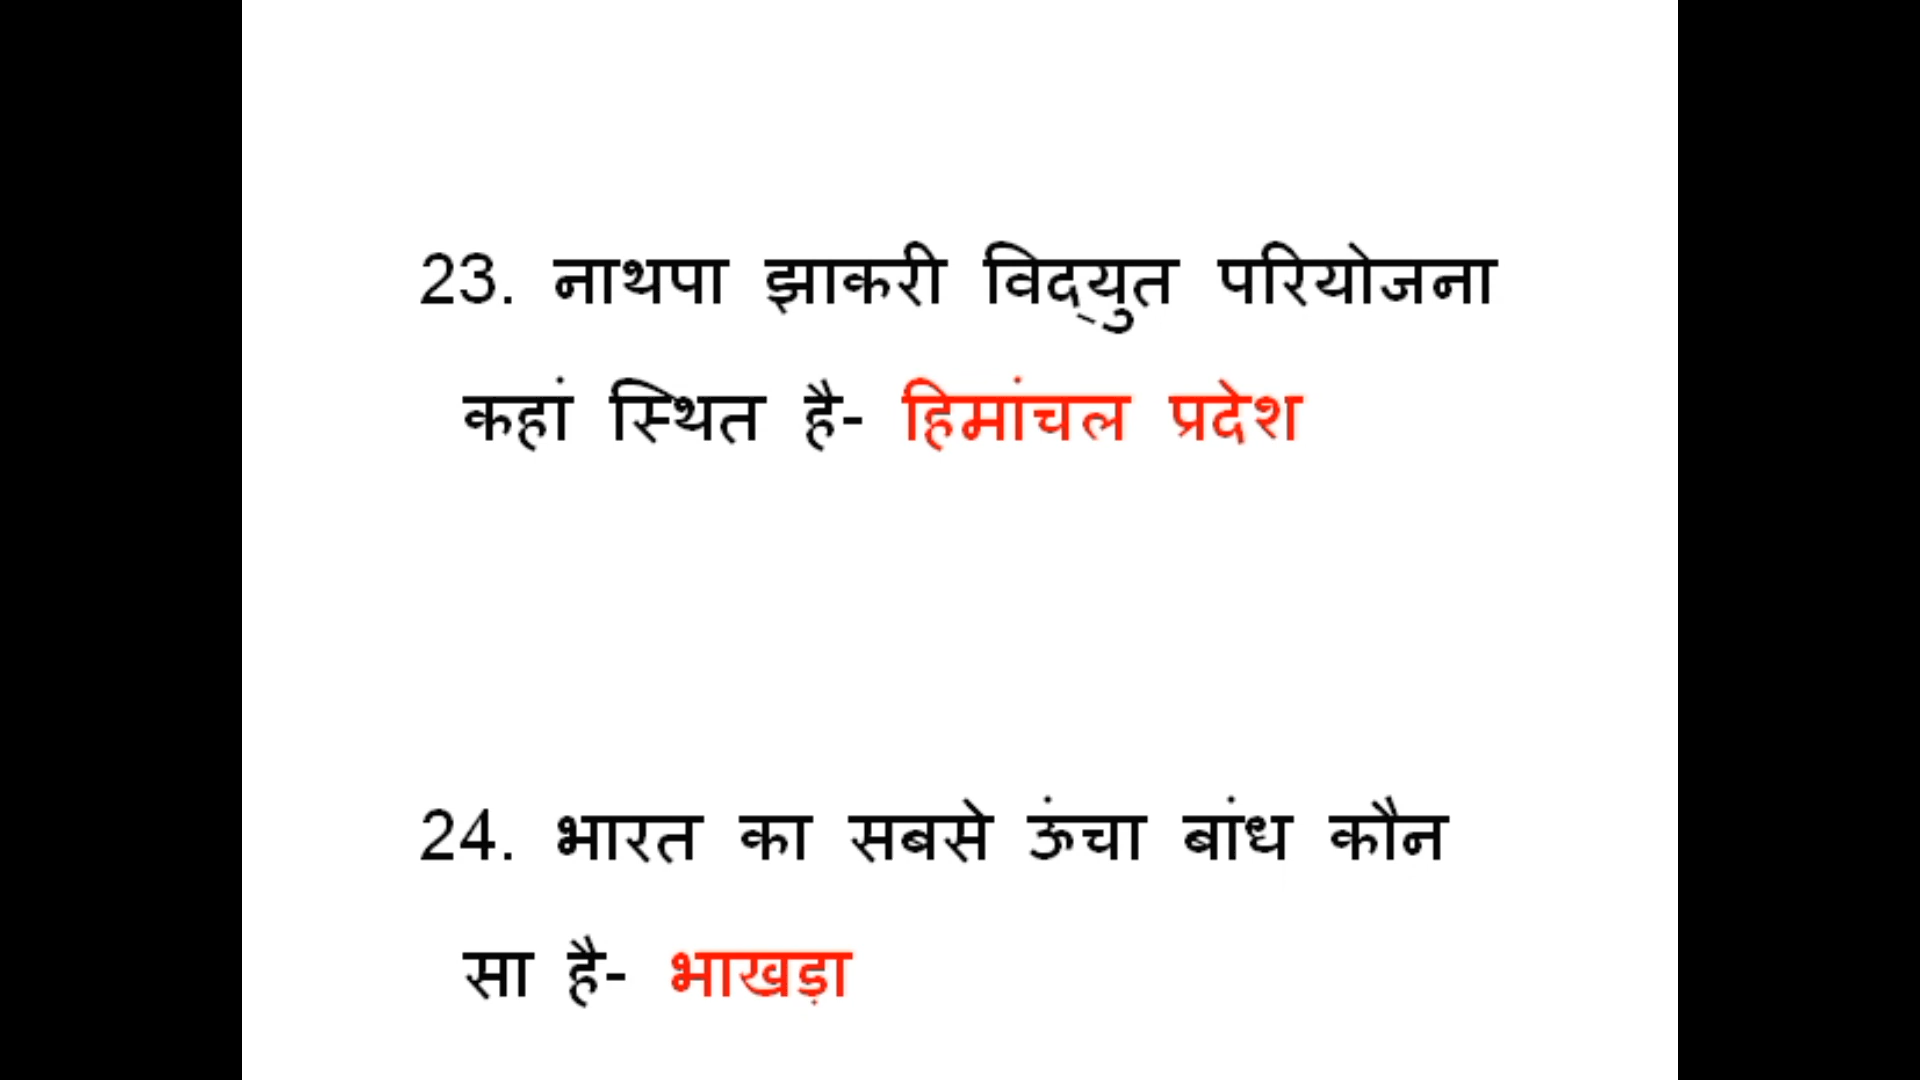 23. नाथपा झाकरी विद्‌युत परियोजना
कहां स्थित है- हिमांचल प्रदेश
24. भारत का सबसे ऊंचा बांध कौन
सा है- भाखड़ा